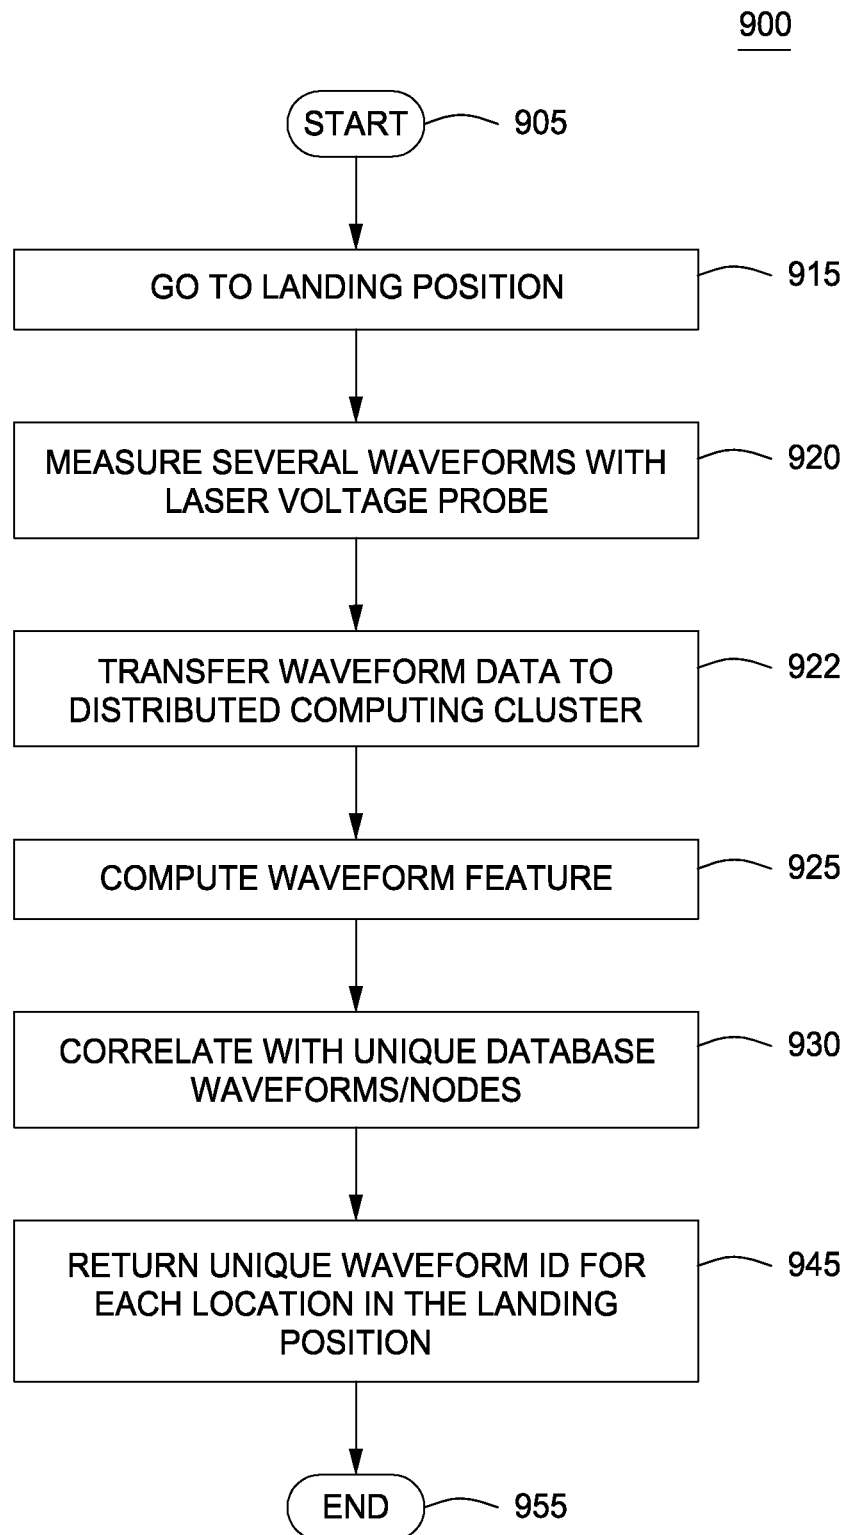 900
START
905
GO TO LANDING POSITION
915
MEASURE SEVERAL WAVEFORMS WITH
LASER VOLTAGE PROBE
920
TRANSFER WAVEFORM DATA TO
DISTRIBUTED COMPUTING CLUSTER
922
COMPUTE WAVEFORM FEATURE
925
CORRELATE WITH UNIQUE DATABASE
WAVEFORMS/NODES
930
RETURN UNIQUE WAVEFORM ID FOR
EACH LOCATION IN THE LANDING
POSITION
945
END
955